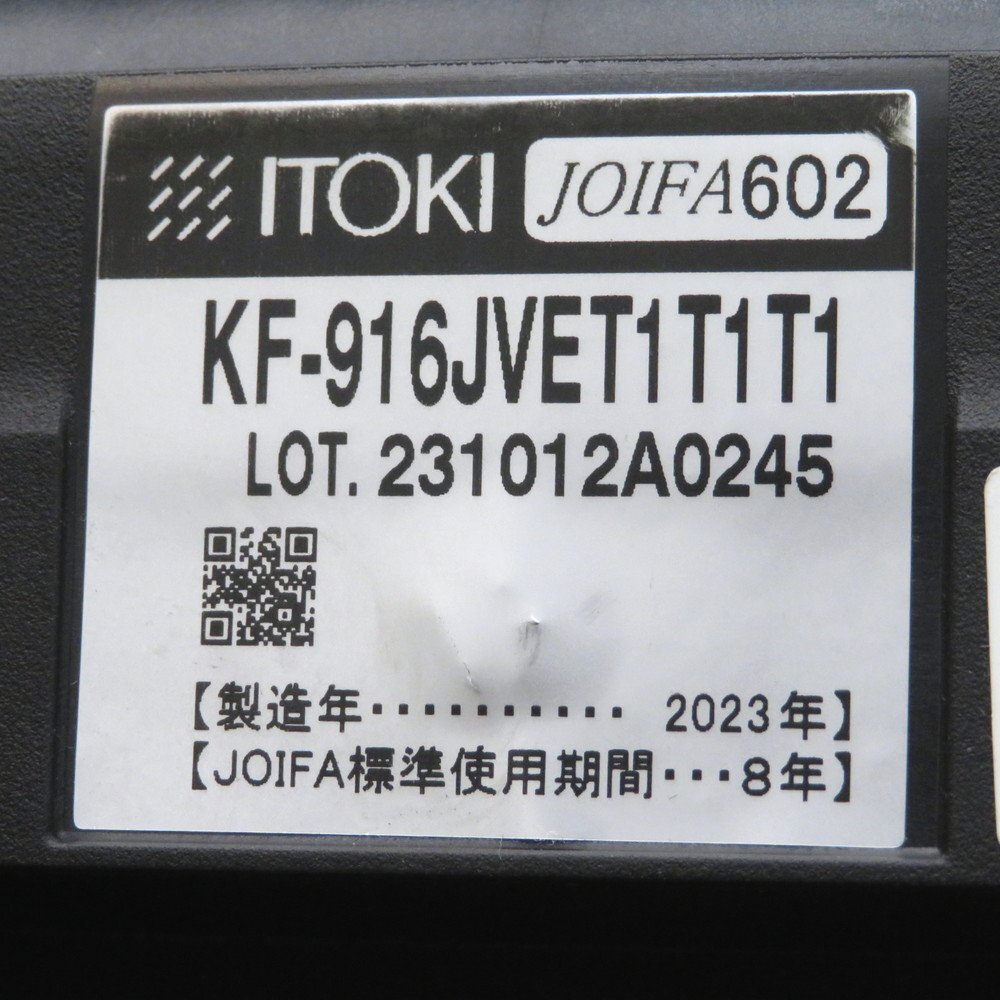 ITOKI JOIFA602
KF-916JVET1T1T1
LOT. 231012A0245
【製造年・・・・・・・・・・ 2023年】
【JOIFA標準使用期間・・・8年】